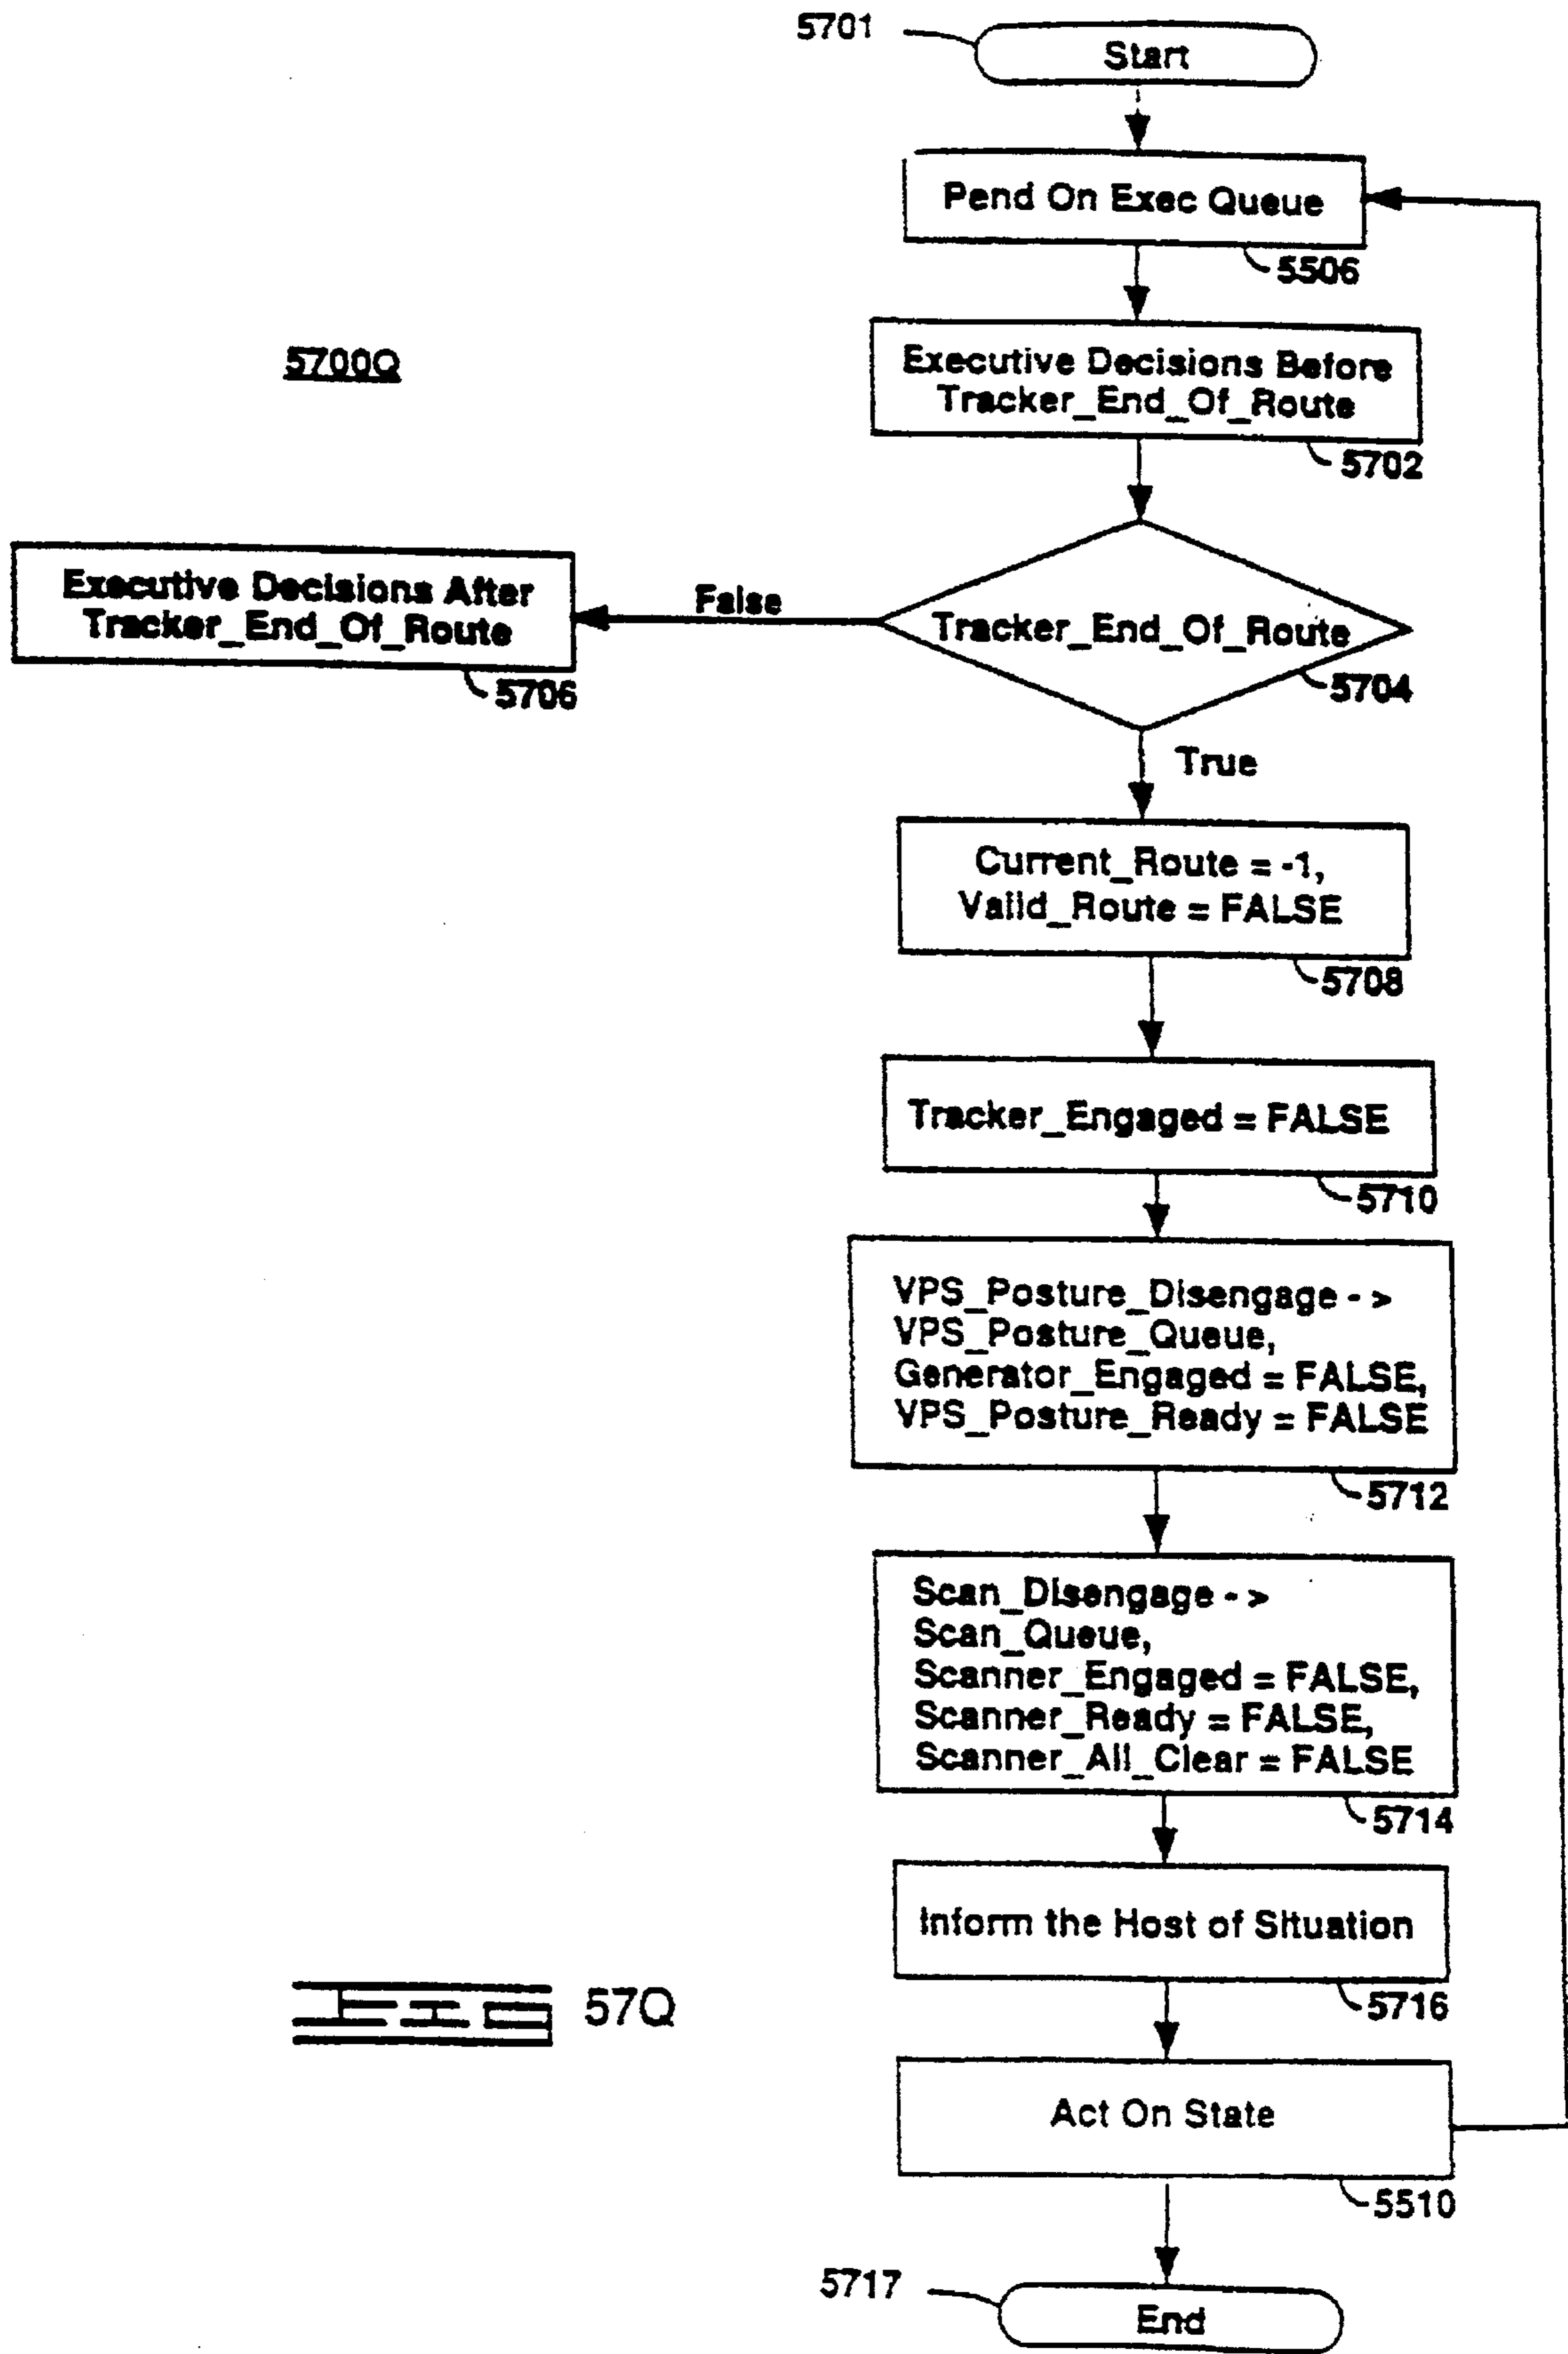 5701
Start
Pend On Exec Queue
5506
5700Q
Executive Decisions Before
Tracker_End_Of_Route
5702
Executive Decisions After
Tracker_End_Of_Route
5706
False
Tracker_End_Of_Route
5704
True
Current_Route = -1,
Valid_Route = FALSE
5708
Tracker_Engaged = FALSE
5710
VPS_Posture_Disengage - >
VPS_Posture_Queue,
Generator_Engaged = FALSE,
VPS_Posture_Ready = FALSE
5712
Scan_Disengage - >
Scan_Queue,
Scanner_Engaged = FALSE,
Scanner_Ready = FALSE,
Scanner_All_Clear = FALSE
5714
Inform the Host of Situation
5716
FIG 57Q
Act On State
5510
5717
End